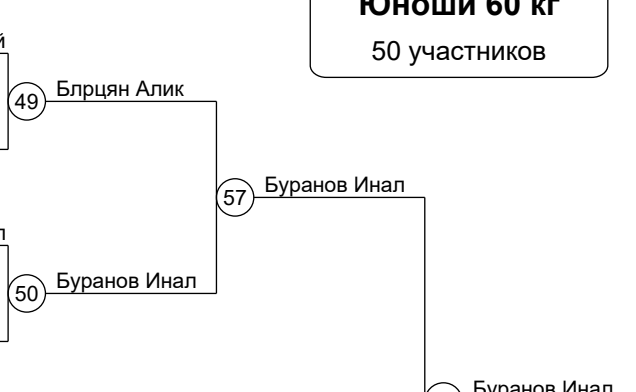 Юноши 60 кг
50 участников
49 Блрцян Алик
57 Буранов Инал
50 Буранов Инал
Буранов Инал